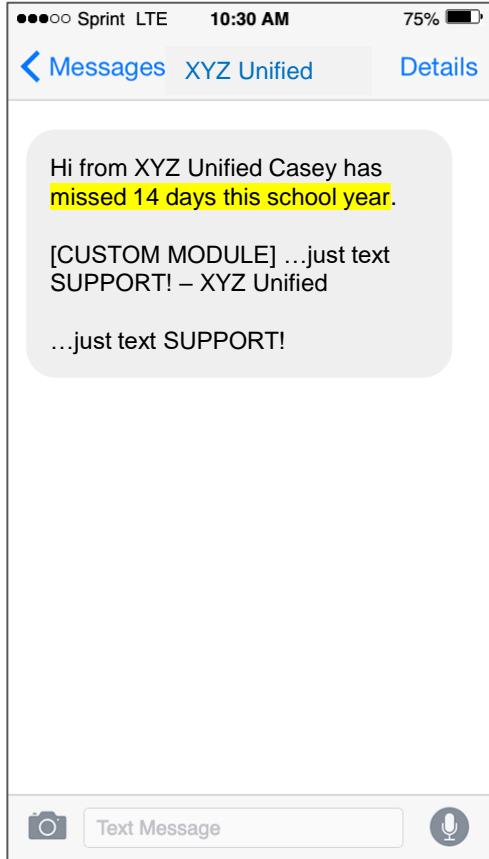 Sprint LTE 10:30 AM 75%
Messages XYZ Unified Details
Hi from XYZ Unified Casey has
missed 14 days this school year.
[CUSTOM MODULE] …just text
SUPPORT! – XYZ Unified
…just text SUPPORT!
Text Message